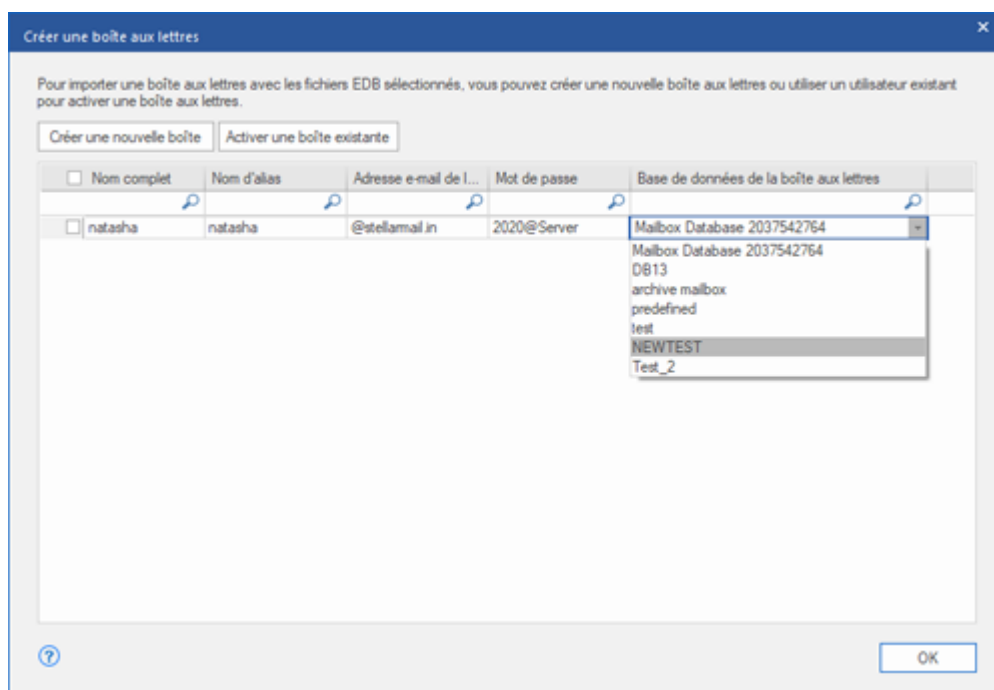 Créer une boîte aux lettres
Pour importer une boîte aux lettres avec les fichiers EDB sélectionnés, vous pouvez créer une nouvelle boîte aux lettres ou utiliser un utilisateur existant
pour activer une boîte aux lettres.
Créer une nouvelle boîte Activer une boîte existante
Nom complet Nom d'alias Adresse e-mail de l... Mot de passe Base de données de la boîte aux lettres
natasha natasha @stellarmail.in 2020@Server Mailbox Database 2037542764
Mailbox Database 2037542764
DB13
archive mailbox
predefined
test
NEWTEST
Test_2
? OK